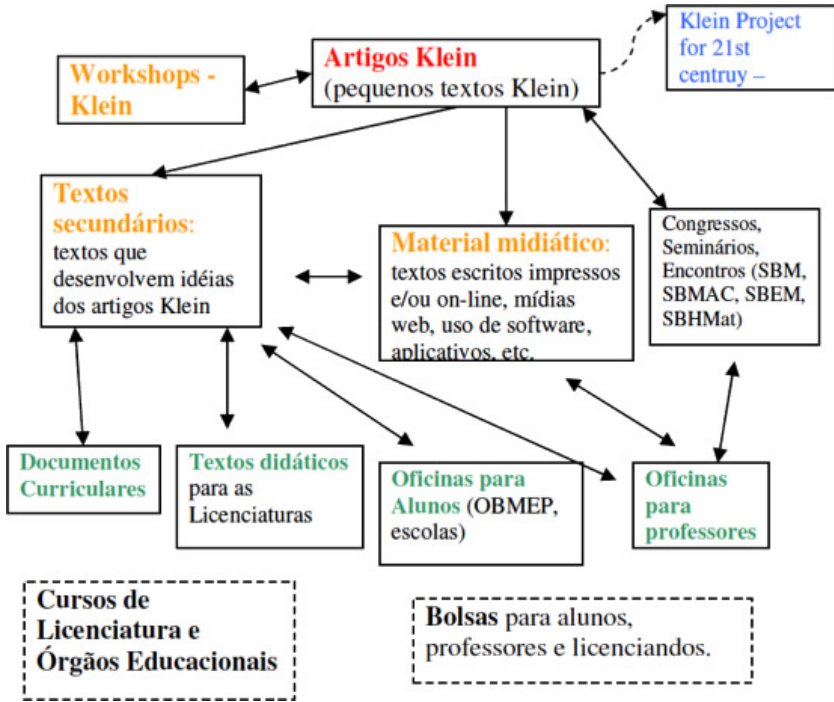 Workshops -
Klein
Artigos Klein
(pequenos textos Klein)
Klein Project
for 21st
centruy –
Textos
secundários:
textos que
desenvolvem idéias
dos artigos Klein
Material midiático:
textos escritos impressos
e/ou on-line, mídias
web, uso de software,
aplicativos, etc.
Congressos,
Seminários,
Encontros (SBM,
SBMAC, SBEM,
SBHMat)
Documentos
Curriculares
Textos didáticos
para as
Licenciaturas
Oficinas para
Alunos (OBMEP,
escolas)
Oficinas
para
professores
Cursos de
Licenciatura e
Órgãos Educacionais
Bolsas para alunos,
professores e licenciandos.